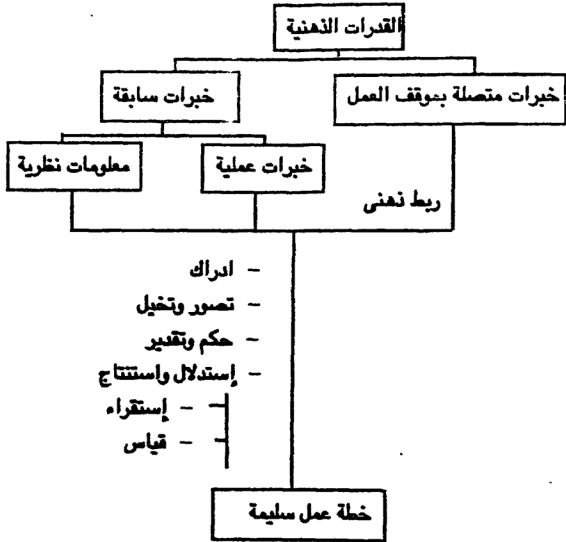 القدرات الذهنية
خبرات متصلة بموقف العمل
خبرات سابقة
خبرات عملية
معلومات نظرية
ربط ذهنى
– ادراك
– تصور وتخيل
– حكم وتقدير
– إستدلال واستنتاج
– إستقراء
– قياس
خطة عمل سليمة